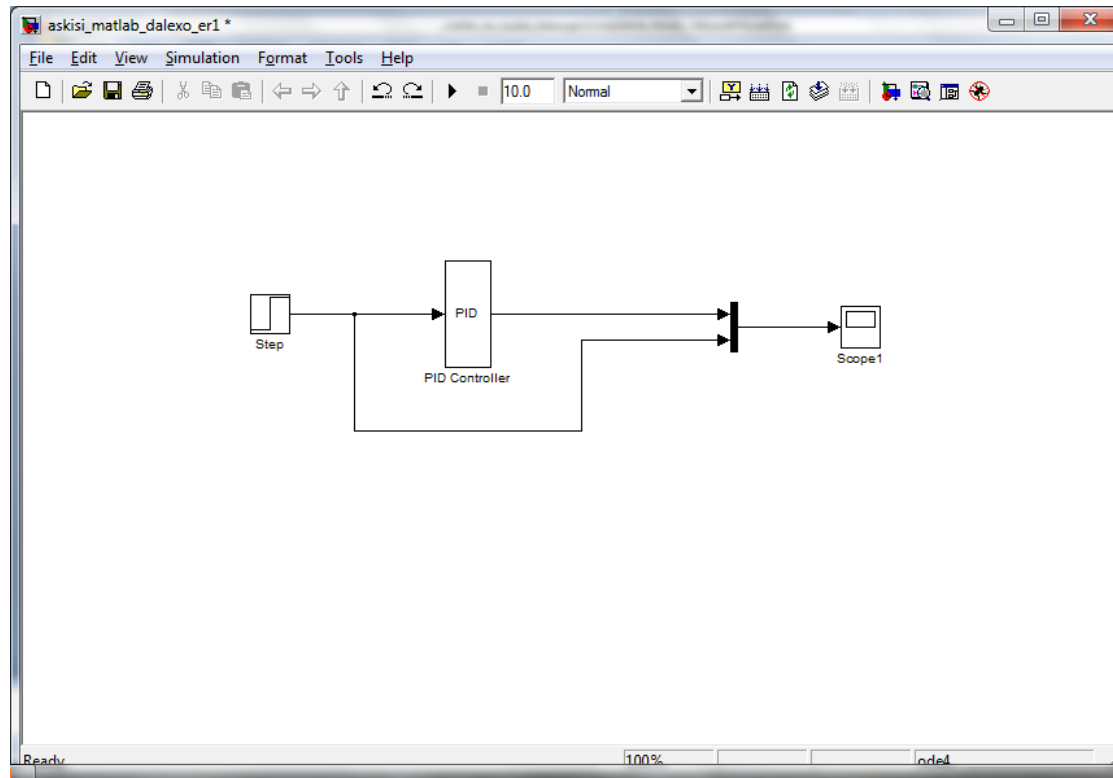 askisi_matlab_dalexo_er1 *
File Edit View Simulation Format Tools Help
10.0 Normal
PID
Step
PID Controller
Scope1
Ready 100% ode4